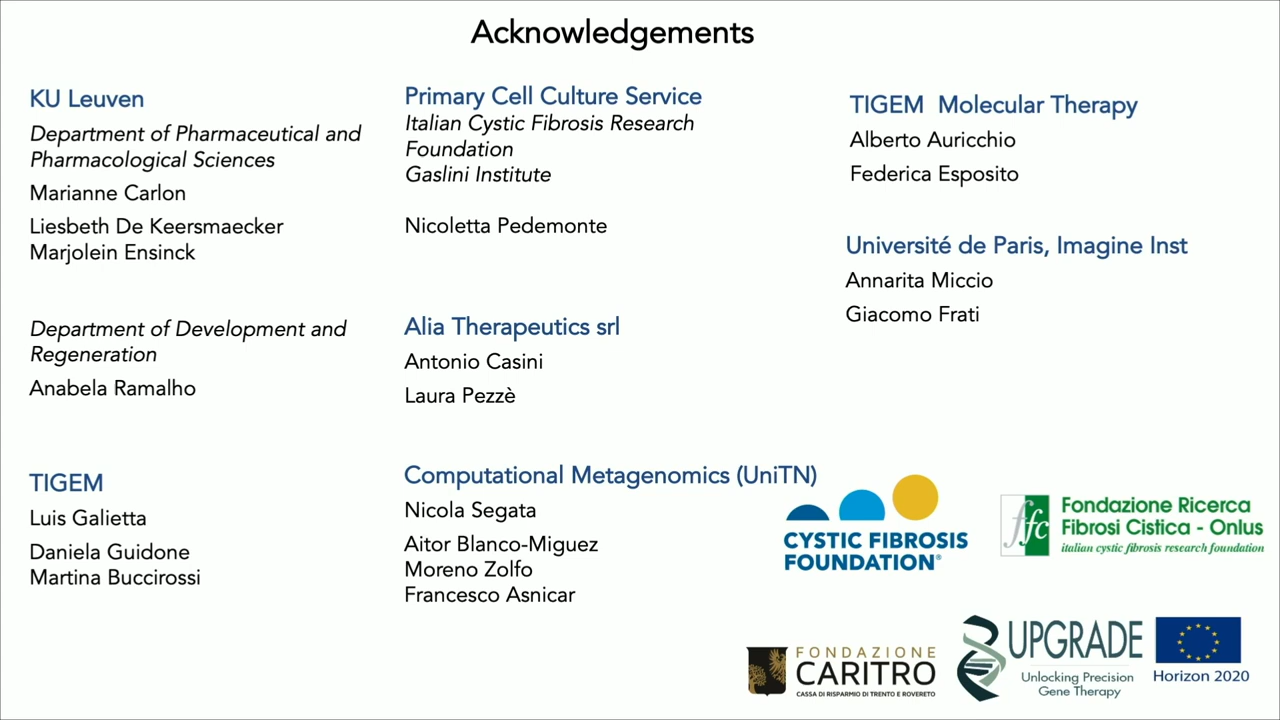 Acknowledgements
KU Leuven
Department of Pharmaceutical and
Pharmacological Sciences
Marianne Carlon
Liesbeth De Keersmaecker
Marjolein Ensinck
Department of Development and
Regeneration
Anabela Ramalho
TIGEM
Luis Galietta
Daniela Guidone
Martina Buccirossi
Primary Cell Culture Service
Italian Cystic Fibrosis Research
Foundation
Gaslini Institute
Nicoletta Pedemonte
Alia Therapeutics srl
Antonio Casini
Laura Pezzè
Computational Metagenomics (UniTN)
Nicola Segata
Aitor Blanco-Miguez
Moreno Zolfo
Francesco Asnicar
TIGEM  Molecular Therapy
Alberto Auricchio
Federica Esposito
Université de Paris, Imagine Inst
Annarita Miccio
Giacomo Frati
CYSTIC FIBROSIS
FOUNDATION®
ffc
Fondazione Ricerca
Fibrosi Cistica - Onlus
italian cystic fibrosis research foundation
FONDAZIONE
CARITRO
CASSA DI RISPARMIO DI TRENTO E ROVERETO
UPGRADE
Unlocking Precision
Gene Therapy
Horizon 2020